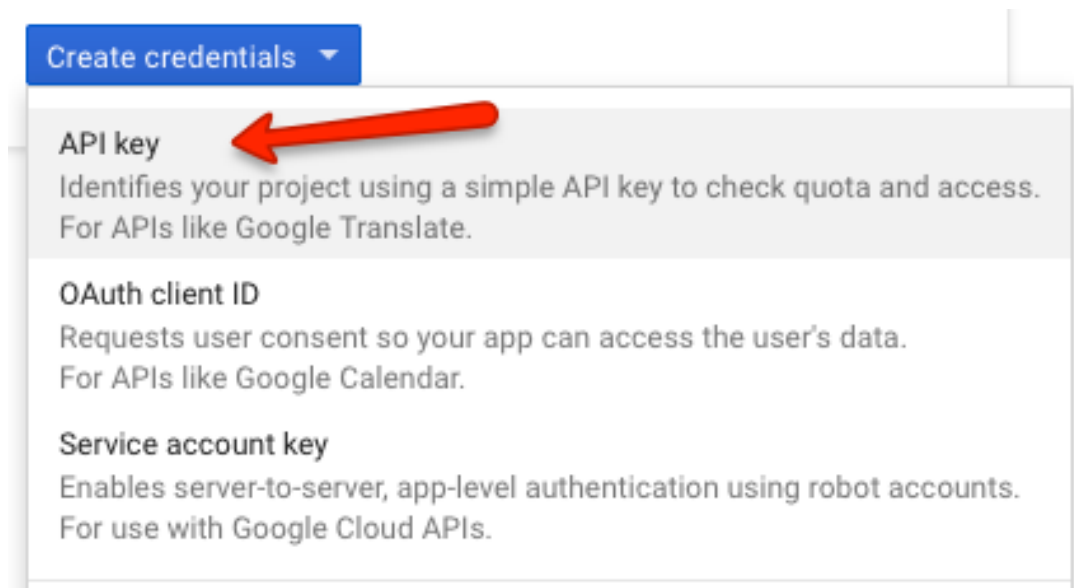 Create credentials
API key
Identifies your project using a simple API key to check quota and access.
For APIs like Google Translate.
OAuth client ID
Requests user consent so your app can access the user's data.
For APIs like Google Calendar.
Service account key
Enables server-to-server, app-level authentication using robot accounts.
For use with Google Cloud APIs.